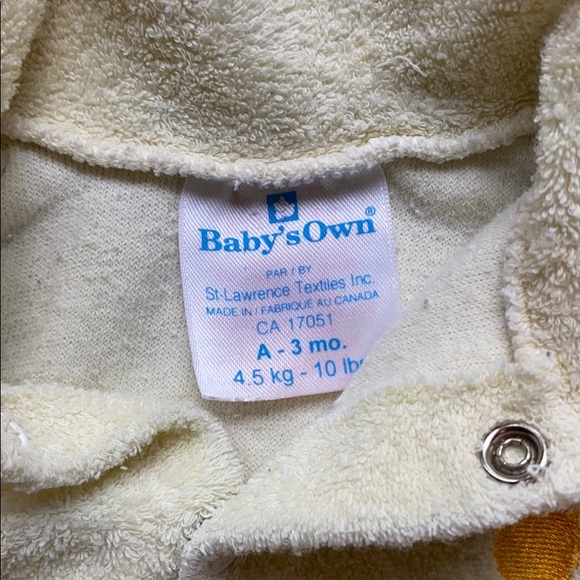 Baby'sOwn®
PAR / BY
St-Lawrence Textiles Inc.
MADE IN / FABRIQUÉ AU CANADA
CA 17051
A - 3 mo.
4.5 kg - 10 lbs